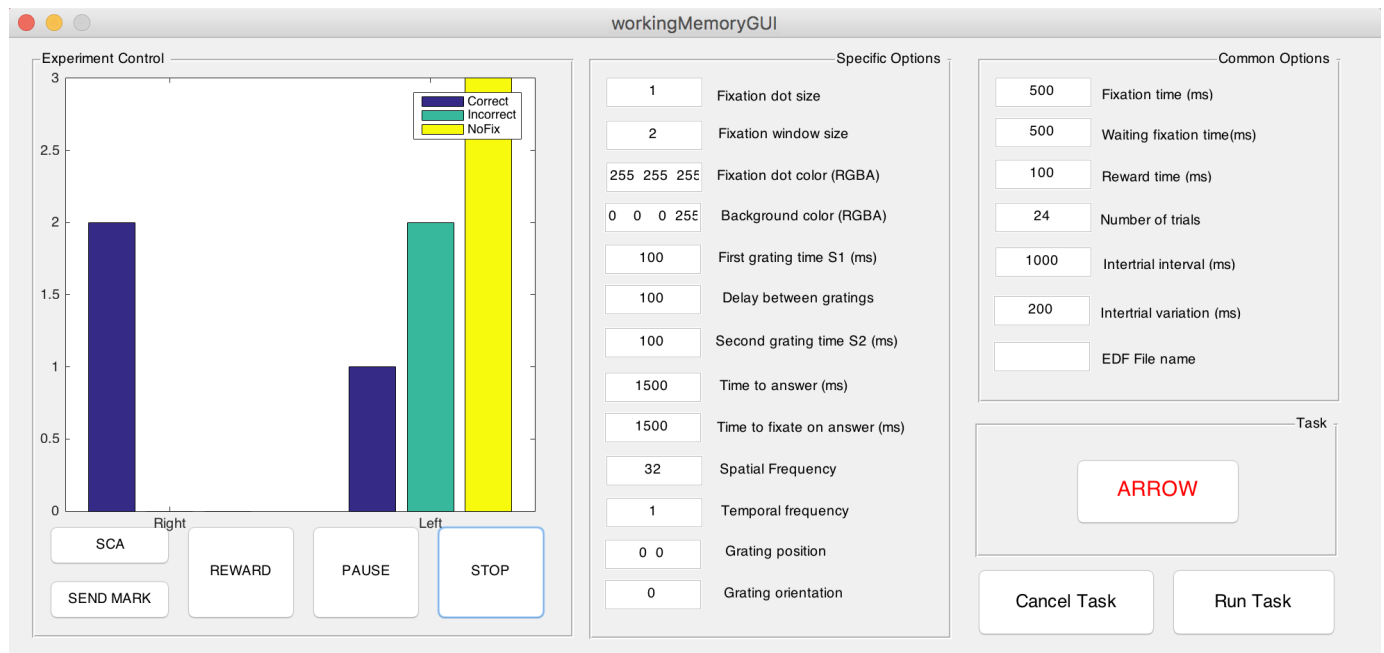 workingMemoryGUI
Experiment Control
3
2.5
2
1.5
1
0.5
0
Correct
Incorrect
NoFix
Right
Left
SCA
SEND MARK
REWARD
PAUSE
STOP
Specific Options
1 Fixation dot size
2 Fixation window size
255 255 255 Fixation dot color (RGBA)
0 0 0 255 Background color (RGBA)
100 First grating time S1 (ms)
100 Delay between gratings
100 Second grating time S2 (ms)
1500 Time to answer (ms)
1500 Time to fixate on answer (ms)
32 Spatial Frequency
1 Temporal frequency
0 0 Grating position
0 Grating orientation
Common Options
500 Fixation time (ms)
500 Waiting fixation time(ms)
100 Reward time (ms)
24 Number of trials
1000 Intertrial interval (ms)
200 Intertrial variation (ms)
EDF File name
Task
ARROW
Cancel Task
Run Task